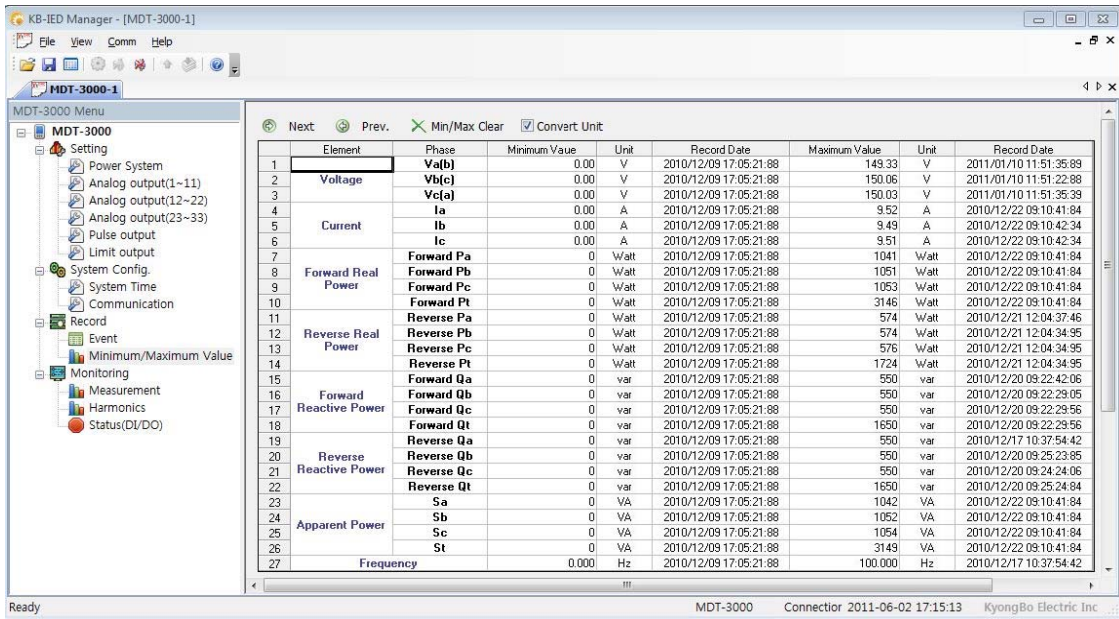 KB-IED Manager - [MDT-3000-1]
File View Comm Help
MDT-3000-1
MDT-3000 Menu
MDT-3000
Setting
Power System
Analog output(1~11)
Analog output(12~22)
Analog output(23~33)
Pulse output
Limit output
System Config.
System Time
Communication
Record
Event
Minimum/Maximum Value
Monitoring
Measurement
Harmonics
Status(DI/DO)
Next Prev. Min/Max Clear Convert Unit
Element Phase Minimum Vaue Unit Record Date Maximum Value Unit Record Date
1 Va(b) 0.00 V 2010/12/09 17:05:21:88 149.33 V 2011/01/10 11:51:35:89
2 Voltage Vb(c) 0.00 V 2010/12/09 17:05:21:88 150.06 V 2011/01/10 11:51:22:88
3 Vc(a) 0.00 V 2010/12/09 17:05:21:88 150.03 V 2011/01/10 11:51:35:39
4 Ia 0.00 A 2010/12/09 17:05:21:88 9.52 A 2010/12/22 09:10:41:84
5 Current Ib 0.00 A 2010/12/09 17:05:21:88 9.49 A 2010/12/22 09:10:42:34
6 Ic 0.00 A 2010/12/09 17:05:21:88 9.51 A 2010/12/22 09:10:42:34
7 Forward Pa 0 Watt 2010/12/09 17:05:21:88 1041 Watt 2010/12/22 09:10:41:84
8 Forward Real Power Forward Pb 0 Watt 2010/12/09 17:05:21:88 1051 Watt 2010/12/22 09:10:41:84
9 Forward Pc 0 Watt 2010/12/09 17:05:21:88 1053 Watt 2010/12/22 09:10:41:84
10 Forward Pt 0 Watt 2010/12/09 17:05:21:88 3146 Watt 2010/12/22 09:10:41:84
11 Reverse Pa 0 Watt 2010/12/09 17:05:21:88 574 Watt 2010/12/21 12:04:37:46
12 Reverse Real Power Reverse Pb 0 Watt 2010/12/09 17:05:21:88 574 Watt 2010/12/21 12:04:34:95
13 Reverse Pc 0 Watt 2010/12/09 17:05:21:88 576 Watt 2010/12/21 12:04:34:95
14 Reverse Pt 0 Watt 2010/12/09 17:05:21:88 1724 Watt 2010/12/21 12:04:34:95
15 Forward Qa 0 var 2010/12/09 17:05:21:88 550 var 2010/12/20 09:22:42:06
16 Forward Reactive Power Forward Qb 0 var 2010/12/09 17:05:21:88 550 var 2010/12/20 09:22:29:05
17 Forward Qc 0 var 2010/12/09 17:05:21:88 550 var 2010/12/20 09:22:29:56
18 Forward Qt 0 var 2010/12/09 17:05:21:88 1650 var 2010/12/20 09:22:29:56
19 Reverse Qa 0 var 2010/12/09 17:05:21:88 550 var 2010/12/17 10:37:54:42
20 Reverse Reactive Power Reverse Qb 0 var 2010/12/09 17:05:21:88 550 var 2010/12/20 09:25:23:85
21 Reverse Qc 0 var 2010/12/09 17:05:21:88 550 var 2010/12/20 09:24:24:06
22 Reverse Qt 0 var 2010/12/09 17:05:21:88 1650 var 2010/12/20 09:25:24:84
23 Sa 0 VA 2010/12/09 17:05:21:88 1042 VA 2010/12/22 09:10:41:84
24 Apparent Power Sb 0 VA 2010/12/09 17:05:21:88 1052 VA 2010/12/22 09:10:41:84
25 Sc 0 VA 2010/12/09 17:05:21:88 1054 VA 2010/12/22 09:10:41:84
26 St 0 VA 2010/12/09 17:05:21:88 3149 VA 2010/12/22 09:10:41:84
27 Frequency 0.000 Hz 2010/12/09 17:05:21:88 100.000 Hz 2010/12/17 10:37:54:42
Ready MDT-3000 Connectior 2011-06-02 17:15:13 KyongBo Electric Inc